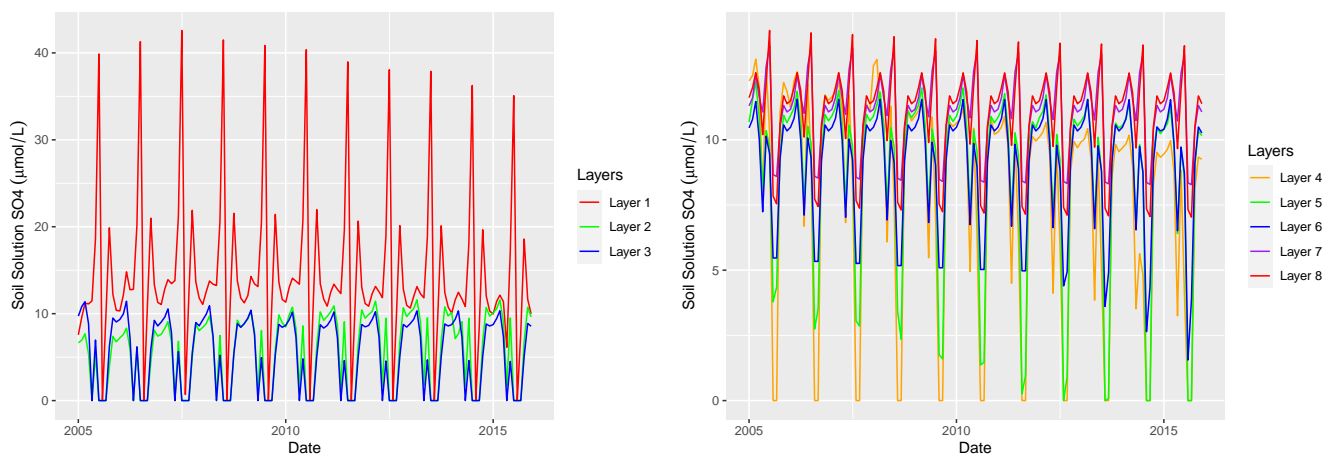 Soil Solution SO4 (μmol/L)
40
30
20
10
0
2005
2010
2015
Date
Layers
Layer 1
Layer 2
Layer 3
Soil Solution SO4 (μmol/L)
10
5
0
2005
2010
2015
Date
Layers
Layer 4
Layer 5
Layer 6
Layer 7
Layer 8